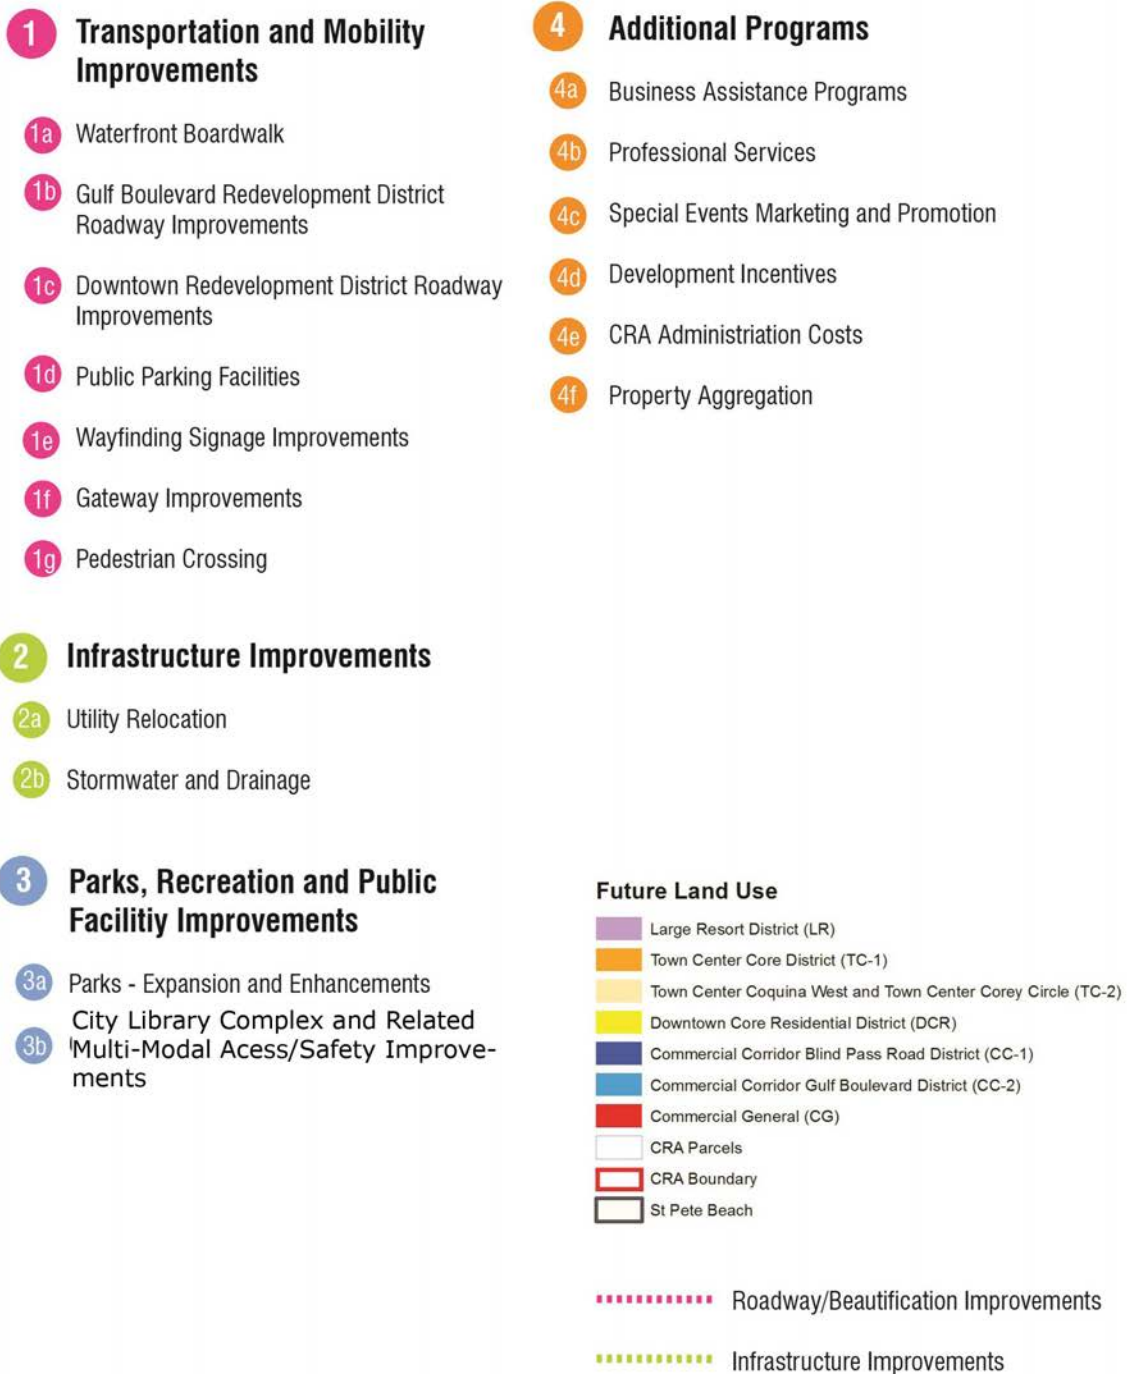 1 Transportation and Mobility
Improvements
1a Waterfront Boardwalk
1b Gulf Boulevard Redevelopment District
Roadway Improvements
1c Downtown Redevelopment District Roadway
Improvements
1d Public Parking Facilities
1e Wayfinding Signage Improvements
1f Gateway Improvements
1g Pedestrian Crossing
2 Infrastructure Improvements
2a Utility Relocation
2b Stormwater and Drainage
3 Parks, Recreation and Public
Facilitiy Improvements
3a Parks - Expansion and Enhancements
City Library Complex and Related
3b Multi-Modal Acess/Safety Improve-
ments
4 Additional Programs
4a Business Assistance Programs
4b Professional Services
4c Special Events Marketing and Promotion
4d Development Incentives
4e CRA Administriation Costs
4f Property Aggregation
Future Land Use
Large Resort District (LR)
Town Center Core District (TC-1)
Town Center Coquina West and Town Center Corey Circle (TC-2)
Downtown Core Residential District (DCR)
Commercial Corridor Blind Pass Road District (CC-1)
Commercial Corridor Gulf Boulevard District (CC-2)
Commercial General (CG)
CRA Parcels
CRA Boundary
St Pete Beach
Roadway/Beautification Improvements
Infrastructure Improvements